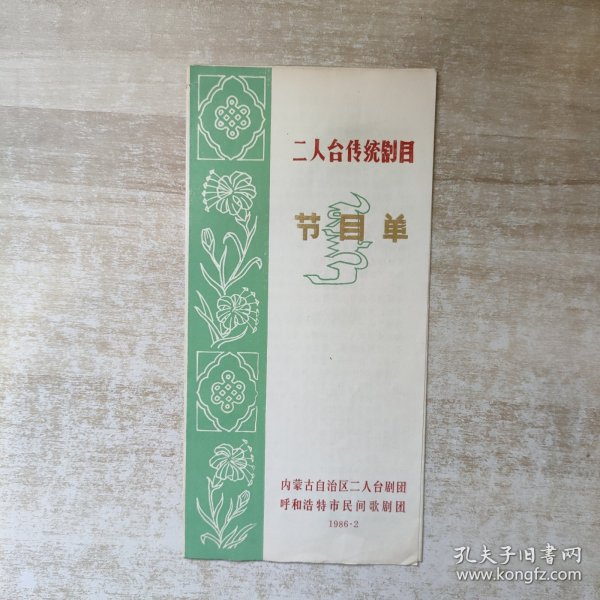 二人台传统剧目
节目单
内蒙古自治区二人台剧团
呼和浩特市民间歌剧团
1986·2
孔夫子旧书网
www.kongfz.com